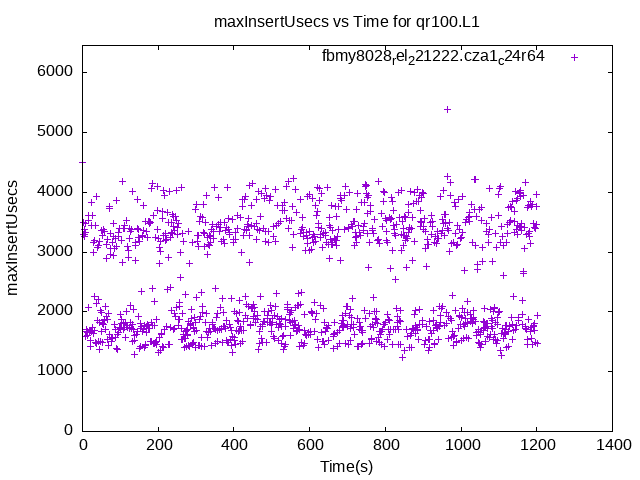 maxInsertUsecs vs Time for qr100.L1
fbmy8028rel221222.cza1c24r64
6000
5000
4000
3000
2000
1000
0
maxInsertUsecs
0 200 400 600 800 1000 1200 1400
Time(s)